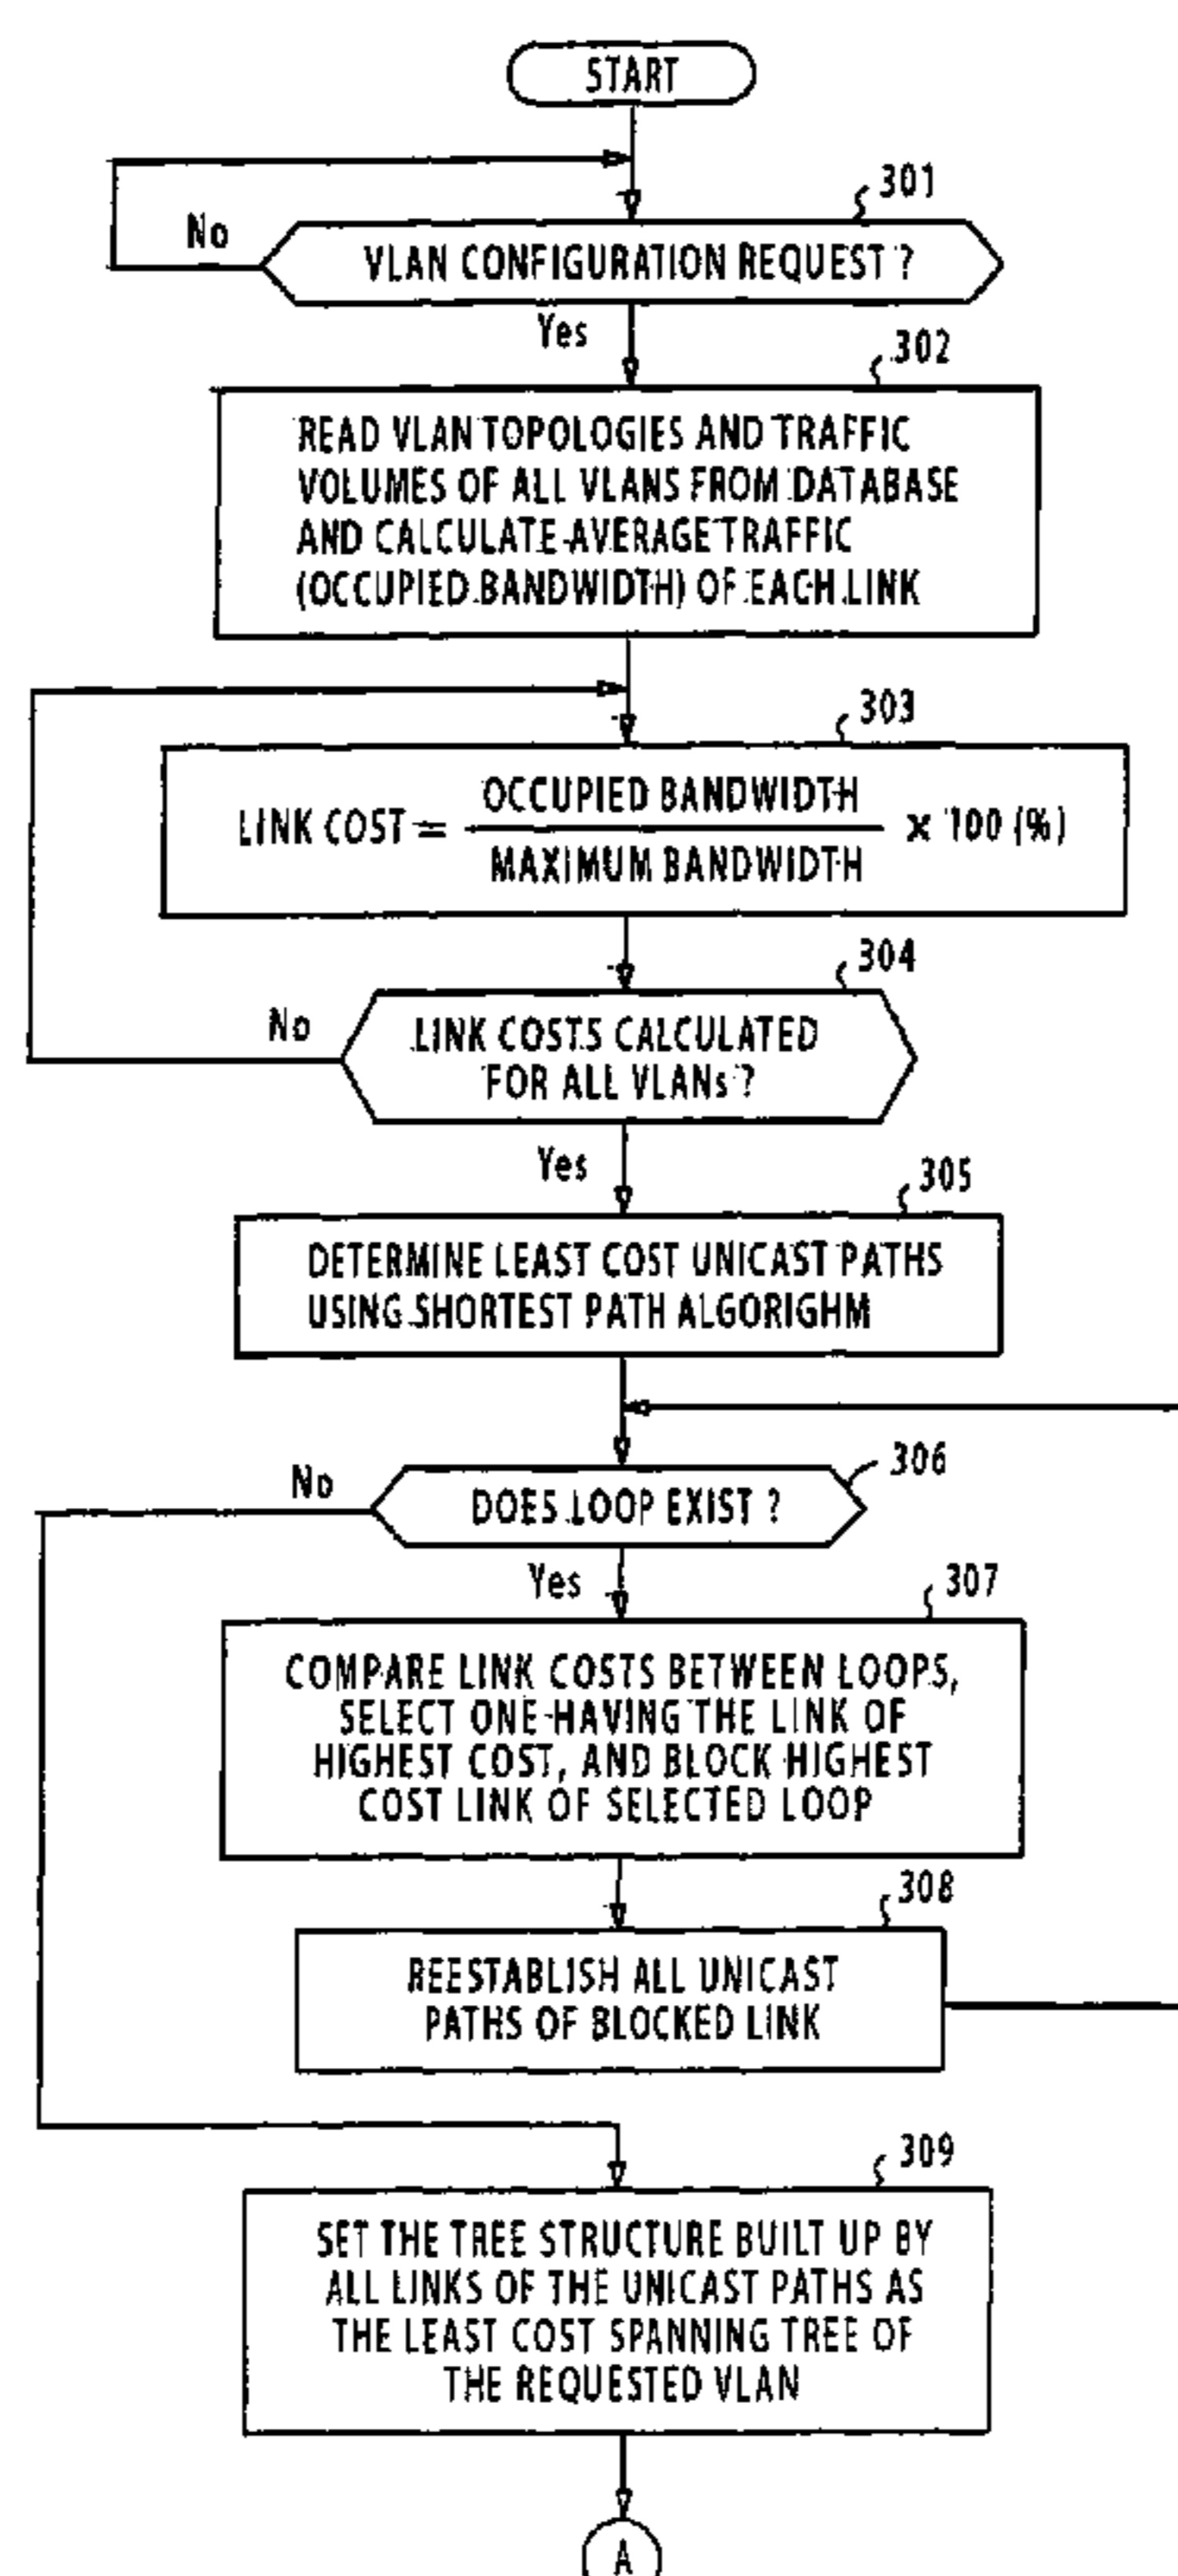 START
301
No
VLAN CONFIGURATION REQUEST ?
Yes
302
READ VLAN TOPOLOGIES AND TRAFFIC
VOLUMES OF ALL VLANS FROM DATABASE
AND CALCULATE AVERAGE TRAFFIC
(OCCUPIED BANDWIDTH) OF EACH LINK
303
LINK COST = OCCUPIED BANDWIDTH / MAXIMUM BANDWIDTH × 100 (%)
304
No
LINK COSTS CALCULATED
FOR ALL VLANs ?
Yes
305
DETERMINE LEAST COST UNICAST PATHS
USING SHORTEST PATH ALGORIGHM
306
No
DOES LOOP EXIST ?
Yes
307
COMPARE LINK COSTS BETWEEN LOOPS,
SELECT ONE HAVING THE LINK OF
HIGHEST COST, AND BLOCK HIGHEST
COST LINK OF SELECTED LOOP
308
REESTABLISH ALL UNICAST
PATHS OF BLOCKED LINK
309
SET THE TREE STRUCTURE BUILT UP BY
ALL LINKS OF THE UNICAST PATHS AS
THE LEAST COST SPANNING TREE OF
THE REQUESTED VLAN
A